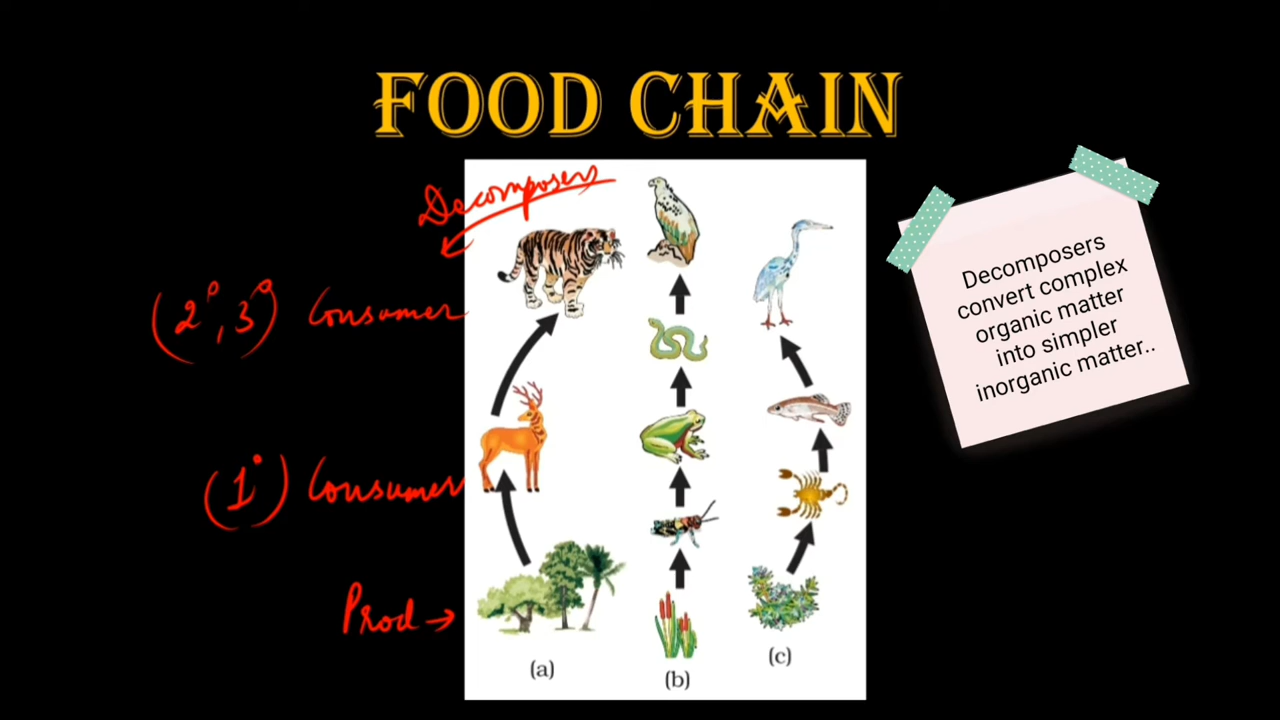 FOOD CHAIN
Decomposers
(2°, 3°) Consumer
(1°) Consumer
Prod →
(a)
(b)
(c)
Decomposers
convert complex
organic matter
into simpler
inorganic matter..